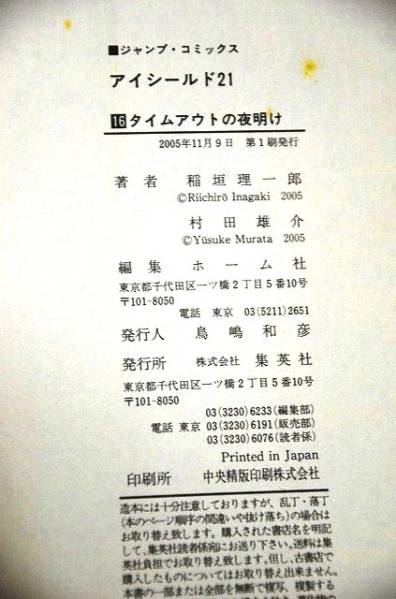 ■ジャンプ・コミックス
アイシールド21
16 タイムアウトの夜明け
2005年11月9日 第1刷発行
著者 稲垣理一郎
©Riichirō Inagaki 2005
村田雄介
©Yūsuke Murata 2005
編集 ホーム社
東京都千代田区一ツ橋2丁目5番10号
〒101-8050
電話 東京 03(5211)2651
発行人 鳥嶋和彦
発行所 株式会社 集英社
東京都千代田区一ツ橋2丁目5番10号
〒101-8050
03(3230)6233(編集部)
電話 東京 03(3230)6191(販売部)
03(3230)6076(読者係)
Printed in Japan
印刷所 中央精版印刷株式会社
造本には十分注意しておりますが、乱丁・落丁
(本のページ順序の間違いや抜け落ち)の場合は
お取り替え致します。購入された書店名を明記
して、集英社読者係宛にお送り下さい。送料は集
英社負担でお取り替え致します。但し、古書店で
購入したものについてはお取り替え出来ません。
本書の一部または全部を無断で複写、複製する